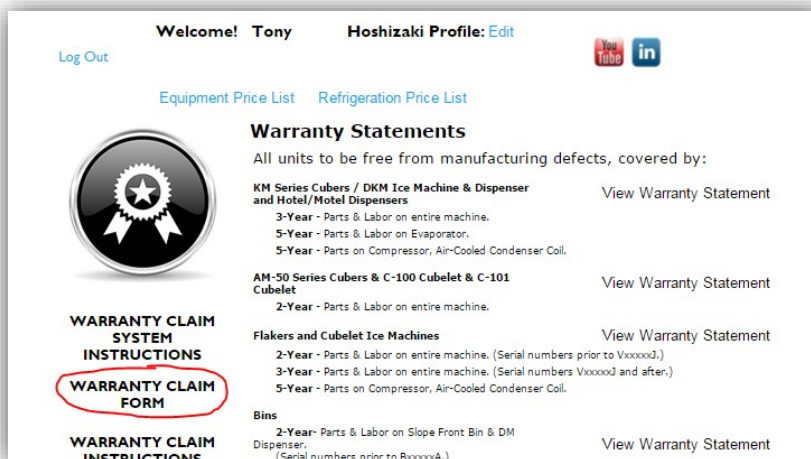 Welcome! Tony Hoshizaki Profile: Edit
Log Out
You Tube in
Equipment Price List Refrigeration Price List
Warranty Statements
All units to be free from manufacturing defects, covered by:
KM Series Cubers / DKM Ice Machine & Dispenser
and Hotel/Motel Dispensers
View Warranty Statement
3-Year - Parts & Labor on entire machine.
5-Year - Parts & Labor on Evaporator.
5-Year - Parts on Compressor, Air-Cooled Condenser Coil.
AM-50 Series Cubers & C-100 Cubelet & C-101
Cubelet
View Warranty Statement
2-Year - Parts & Labor on entire machine.
Flakers and Cubelet Ice Machines
View Warranty Statement
2-Year - Parts & Labor on entire machine. (Serial numbers prior to VxxxxxJ.)
3-Year - Parts & Labor on entire machine. (Serial numbers VxxxxxJ and after.)
5-Year - Parts on Compressor, Air-Cooled Condenser Coil.
Bins
2-Year- Parts & Labor on Slope Front Bin & DM
Dispenser.
View Warranty Statement
(Serial numbers prior to BxxxxxA.)
WARRANTY CLAIM
SYSTEM
INSTRUCTIONS
WARRANTY CLAIM
FORM
WARRANTY CLAIM
INSTRUCTIONS